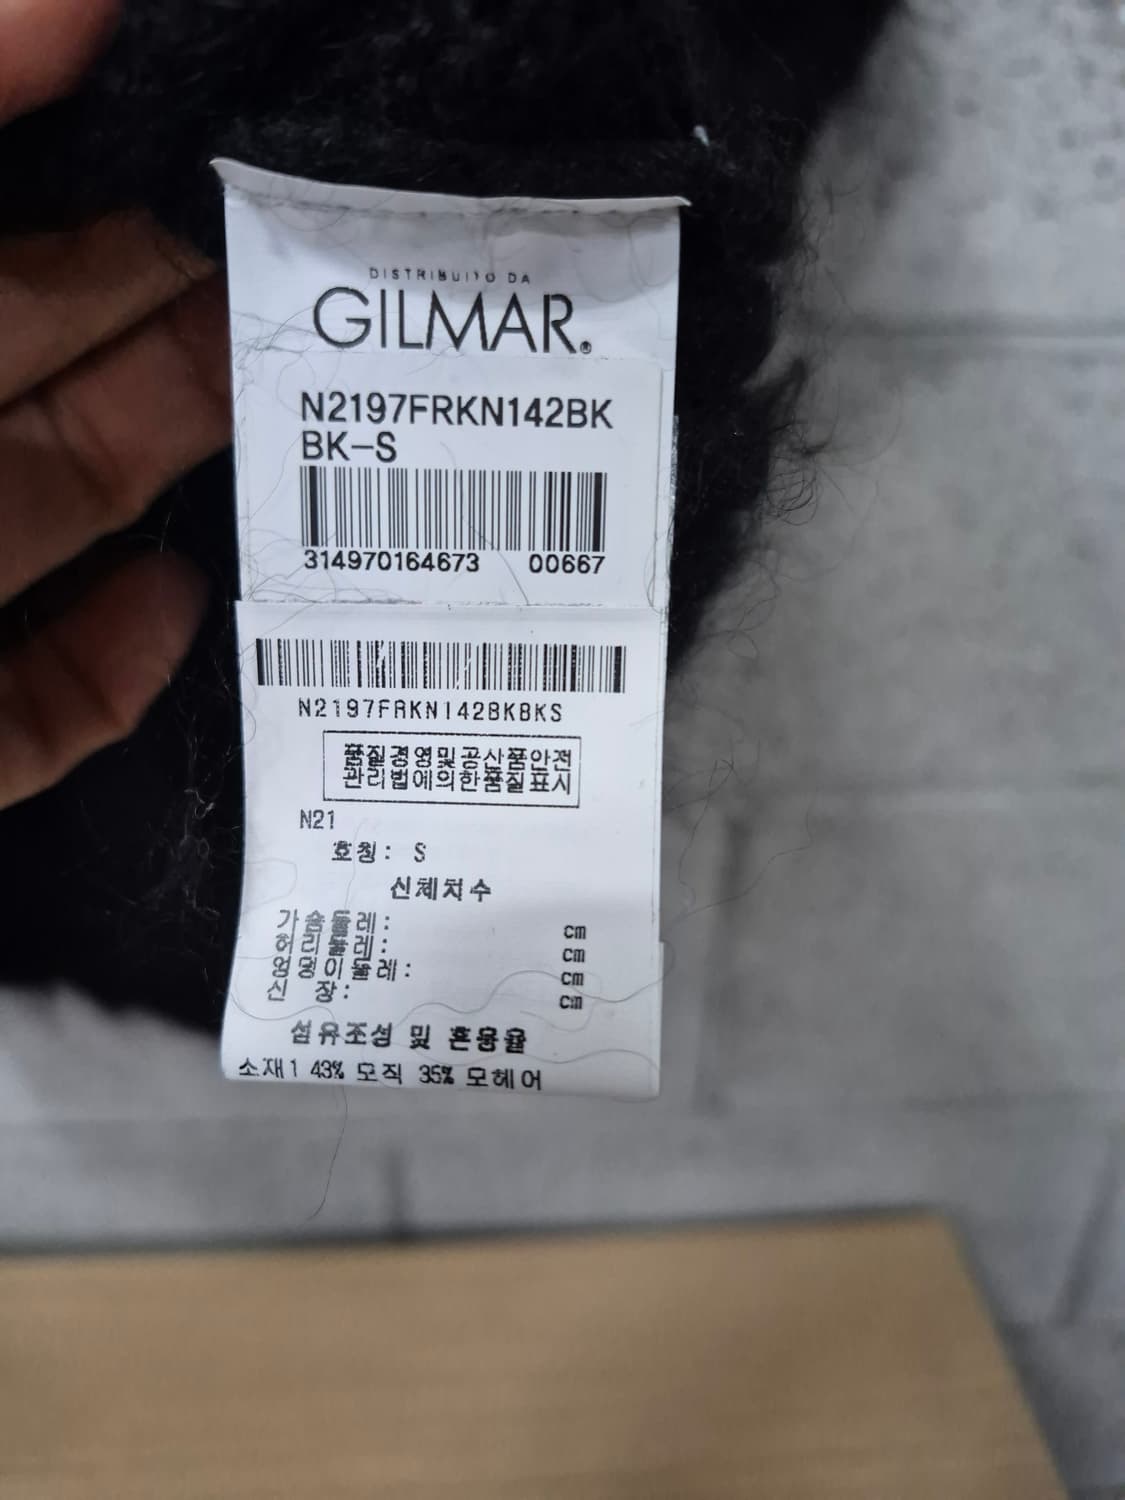 DISTRIBUITO DA
GILMAR®
N2197FRKN142BK
BK-S
314970164673 00667
N2197FRKN142BKBKS
품질경영및공산품안전
관리법에의한품질표시
N21
호칭: S
신체치수
가슴둘레: cm
허리둘레: cm
엉덩이둘레: cm
신 장: cm
섬유조성 및 혼용율
소재1 43% 모직 35% 모헤어